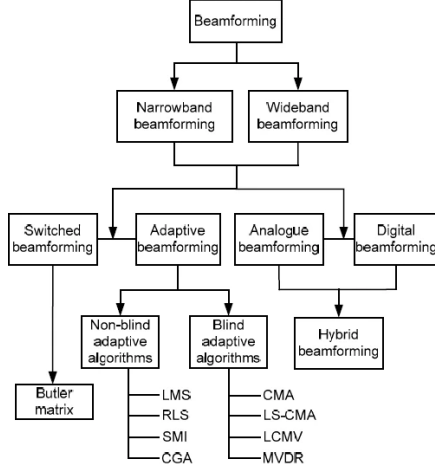 Beamforming
Narrowband
beamforming
Wideband
beamforming
Switched
beamforming
Adaptive
beamforming
Analogue
beamforming
Digital
beamforming
Non-blind
adaptive
algorithms
Blind
adaptive
algorithms
Hybrid
beamforming
Butler
matrix
LMS
RLS
SMI
CGA
CMA
LS-CMA
LCMV
MVDR